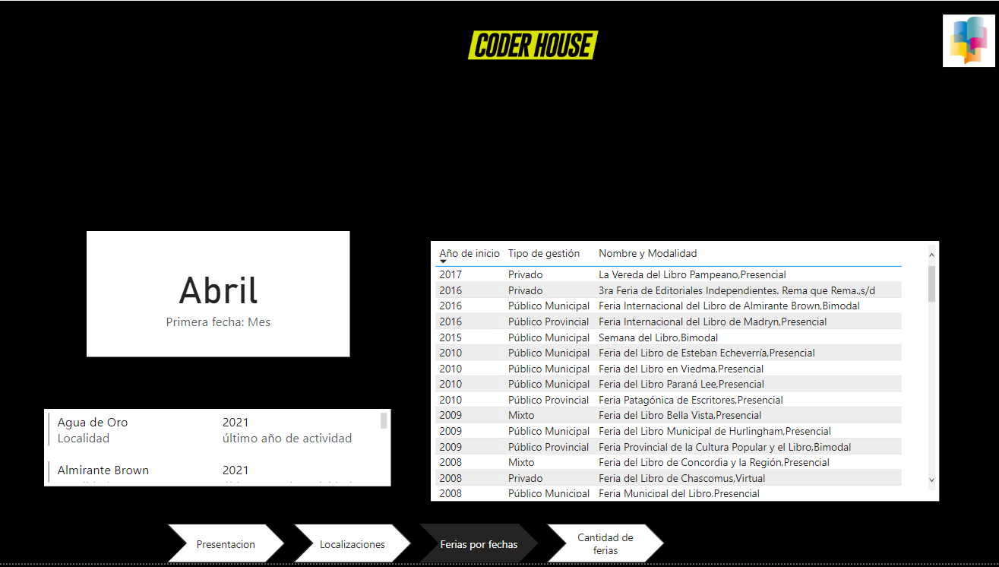 CODER HOUSE
Abril
Primera fecha: Mes
Año de inicio Tipo de gestión Nombre y Modalidad
2017 Privado La Vereda del Libro Pampeano,Presencial
2016 Privado 3ra Feria de Editoriales Independientes. Rema que Rema.,s/d
2016 Público Municipal Feria Internacional del Libro de Almirante Brown,Bimodal
2016 Público Provincial Feria Internacional del Libro de Madryn,Presencial
2015 Público Municipal Semana del Libro,Bimodal
2010 Público Municipal Feria del Libro de Esteban Echeverría,Presencial
2010 Público Municipal Feria del Libro en Viedma,Presencial
2010 Público Municipal Feria del Libro Paraná Lee,Presencial
2010 Público Provincial Feria Patagónica de Escritores,Presencial
2009 Mixto Feria del Libro Bella Vista,Presencial
2009 Público Municipal Feria del Libro Municipal de Hurlingham,Presencial
2009 Público Provincial Feria Provincial de la Cultura Popular y el Libro,Bimodal
2008 Mixto Feria del Libro de Concordia y la Región,Presencial
2008 Privado Feria del Libro de Chascomus,Virtual
2008 Público Municipal Feria Municipal del Libro,Presencial
Agua de Oro 2021
Localidad último año de actividad
Almirante Brown 2021
Presentacion
Localizaciones
Ferias por fechas
Cantidad de
ferias